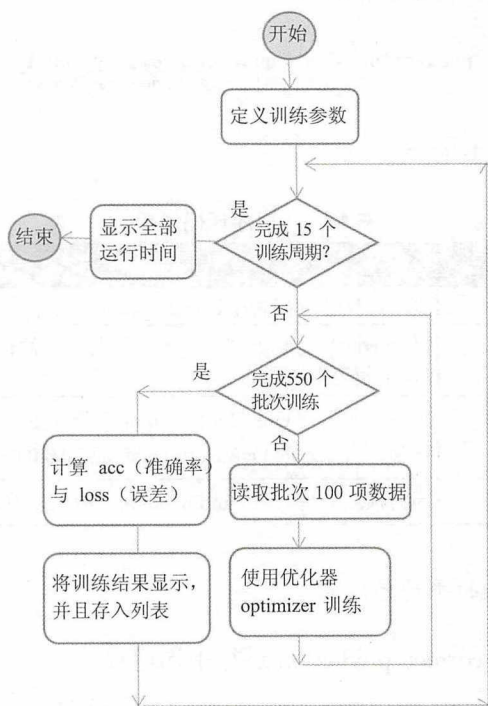 开始
定义训练参数
是
完成 15 个
训练周期?
显示全部
运行时间
结束
否
是
完成550 个
批次训练
否
计算 acc（准确率）
与 loss（误差）
读取批次 100 项数据
将训练结果显示，
并且存入列表
使用优化器
optimizer 训练